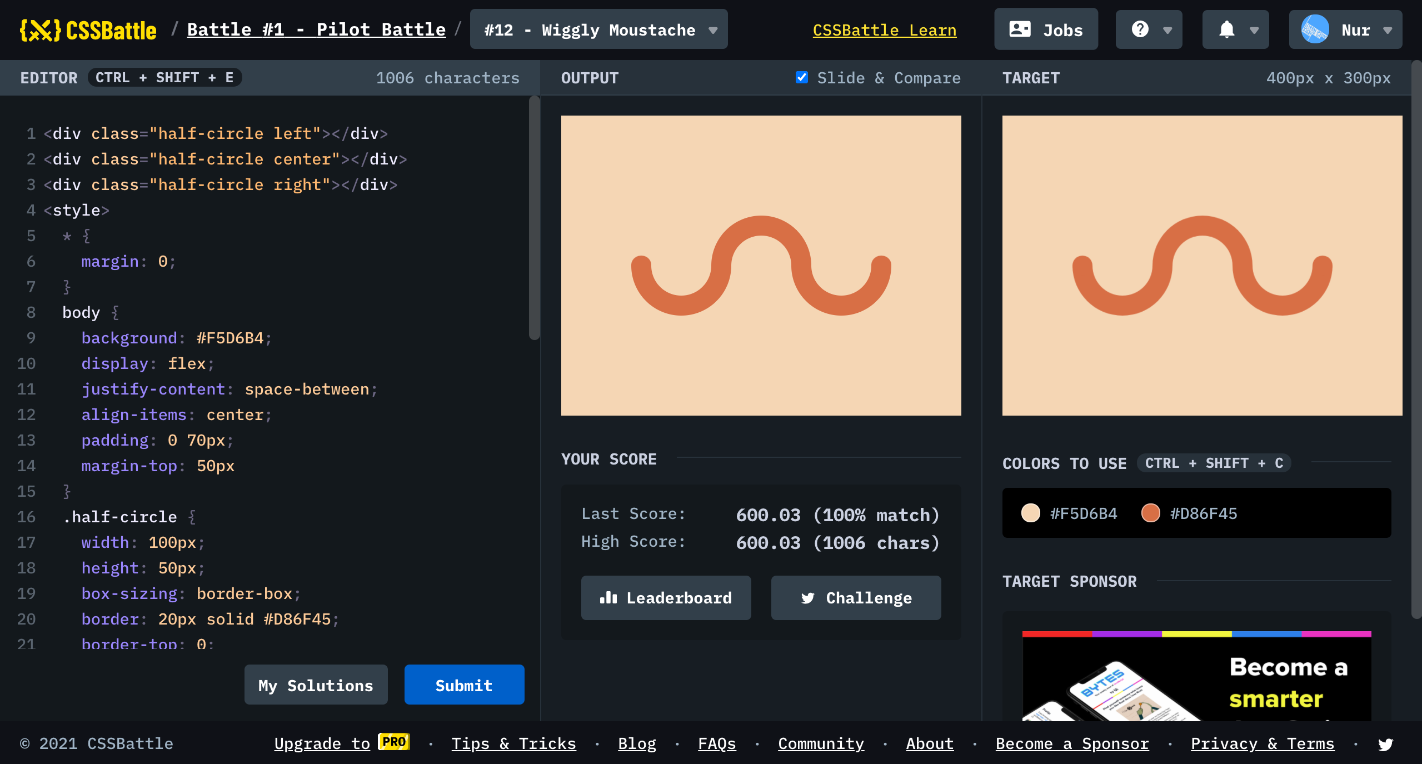 {X} CSSBattle / Battle #1 - Pilot Battle / #12 - Wiggly Moustache CSSBattle Learn Jobs ? Nur
EDITOR CTRL + SHIFT + E 1006 characters
1 <div class="half-circle left"></div>
2 <div class="half-circle center"></div>
3 <div class="half-circle right"></div>
4 <style>
5 * {
6 margin: 0;
7 }
8 body {
9 background: #F5D6B4;
10 display: flex;
11 justify-content: space-between;
12 align-items: center;
13 padding: 0 70px;
14 margin-top: 50px
15 }
16 .half-circle {
17 width: 100px;
18 height: 50px;
19 box-sizing: border-box;
20 border: 20px solid #D86F45;
21 border-top: 0;
My Solutions Submit
OUTPUT Slide & Compare
YOUR SCORE
Last Score: 600.03 (100% match)
High Score: 600.03 (1006 chars)
Leaderboard Challenge
TARGET 400px x 300px
COLORS TO USE CTRL + SHIFT + C
#F5D6B4 #D86F45
TARGET SPONSOR
BYTES
Become a
smarter
© 2021 CSSBattle Upgrade to PRO · Tips & Tricks · Blog · FAQs · Community · About · Become a Sponsor · Privacy & Terms ·